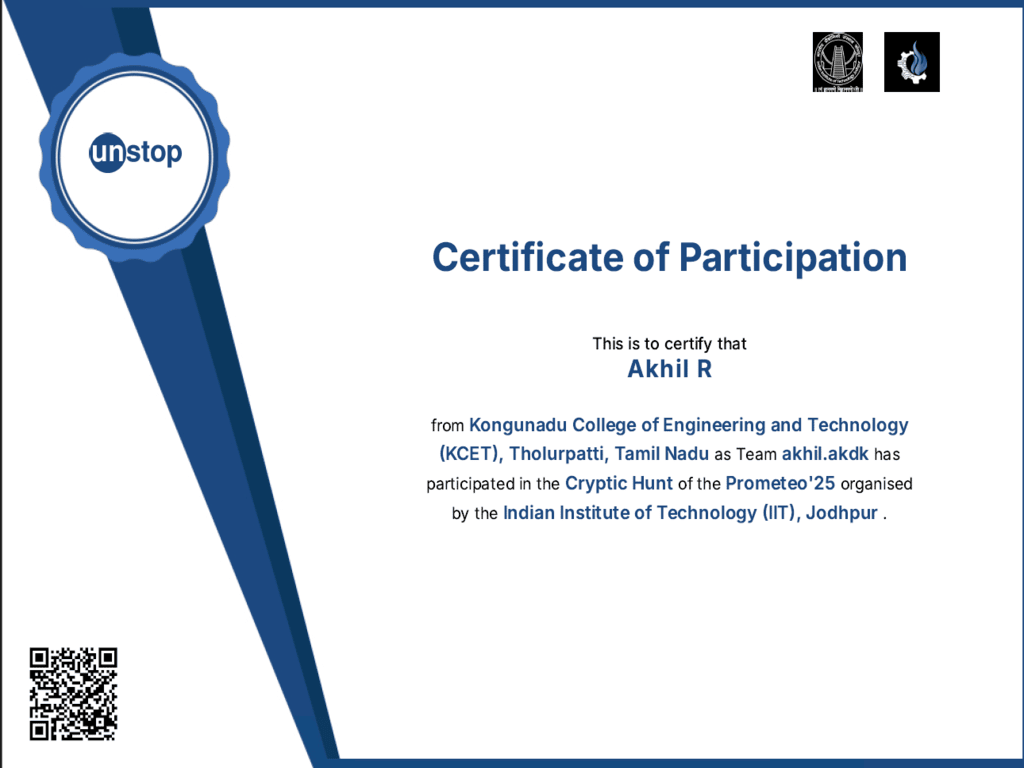 unstop
Certificate of Participation
This is to certify that
Akhil R
from Kongunadu College of Engineering and Technology
(KCET), Tholurpatti, Tamil Nadu as Team akhil.akdk has
participated in the Cryptic Hunt of the Prometeo'25 organised
by the Indian Institute of Technology (IIT), Jodhpur .